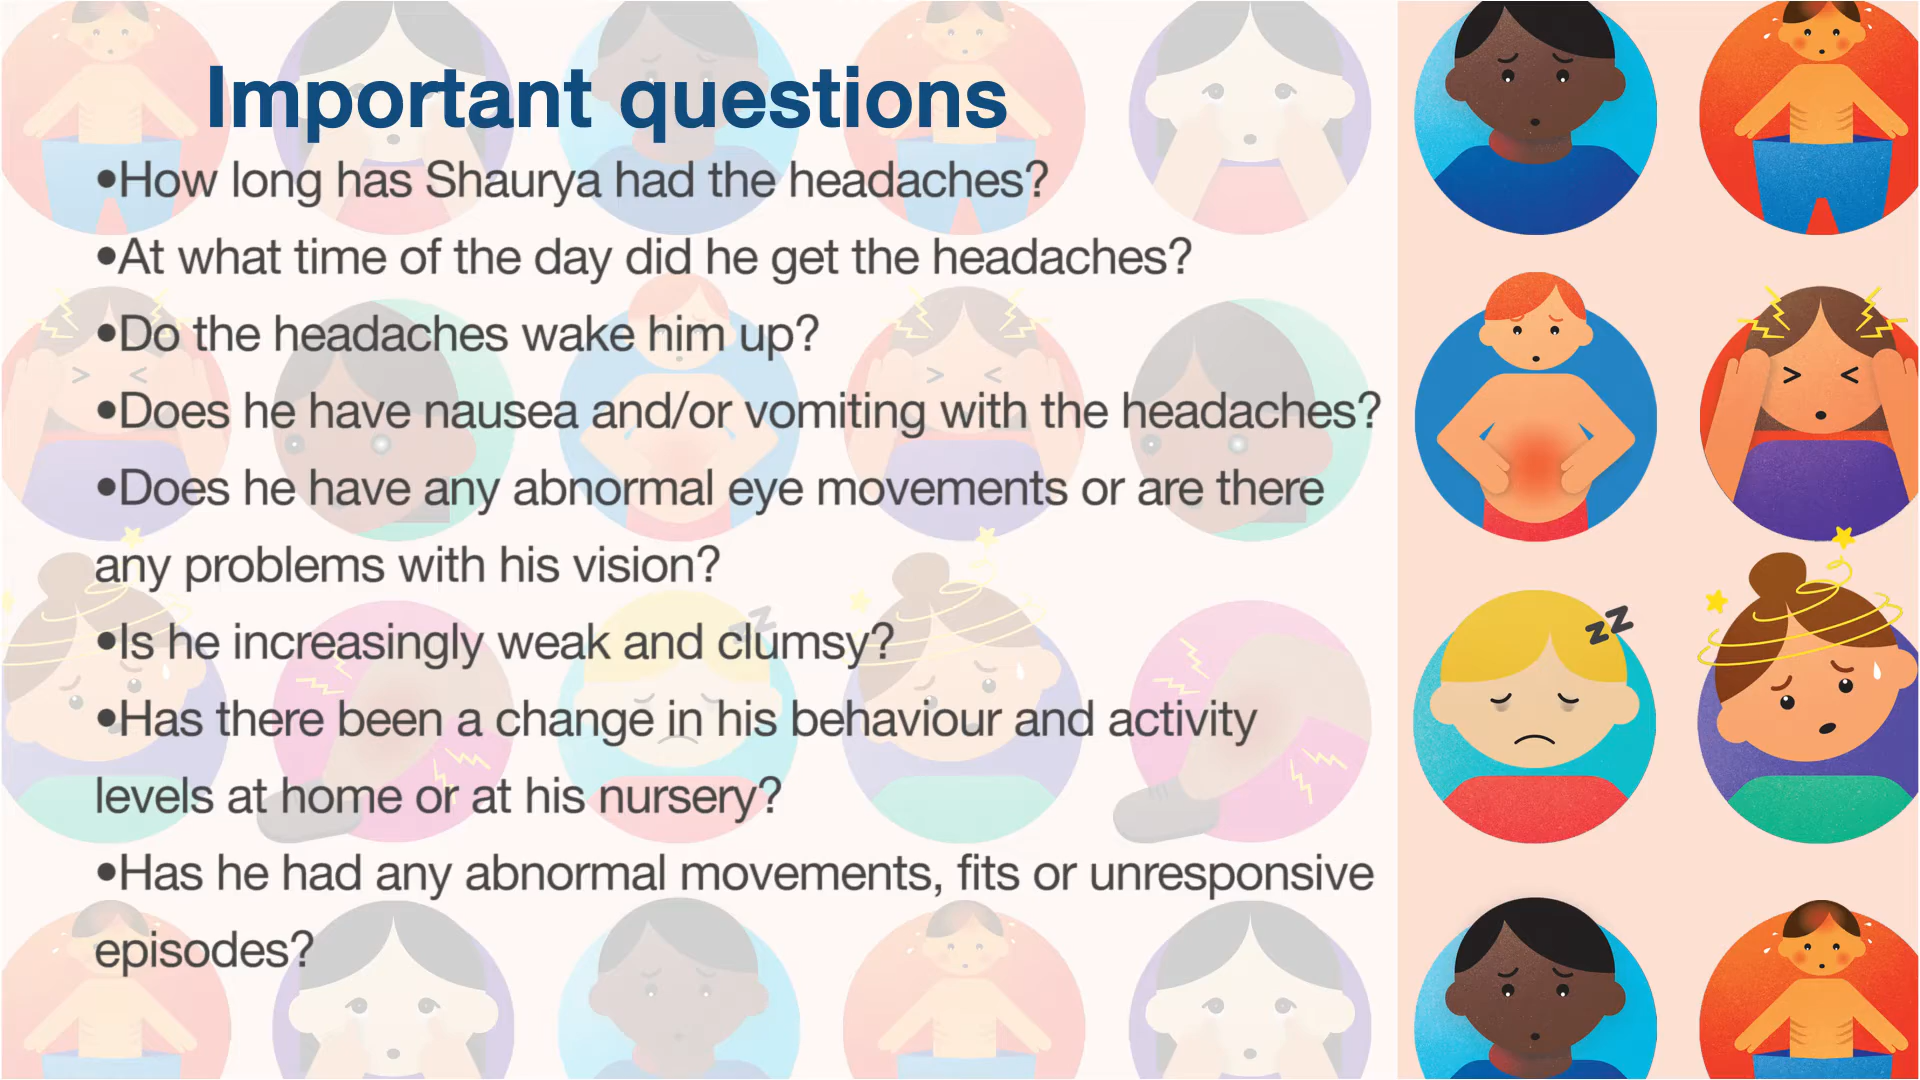 Important questions
•How long has Shaurya had the headaches?
•At what time of the day did he get the headaches?
•Do the headaches wake him up?
•Does he have nausea and/or vomiting with the headaches?
•Does he have any abnormal eye movements or are there
any problems with his vision?
•Is he increasingly weak and clumsy?
•Has there been a change in his behaviour and activity
levels at home or at his nursery?
•Has he had any abnormal movements, fits or unresponsive
episodes?
zz